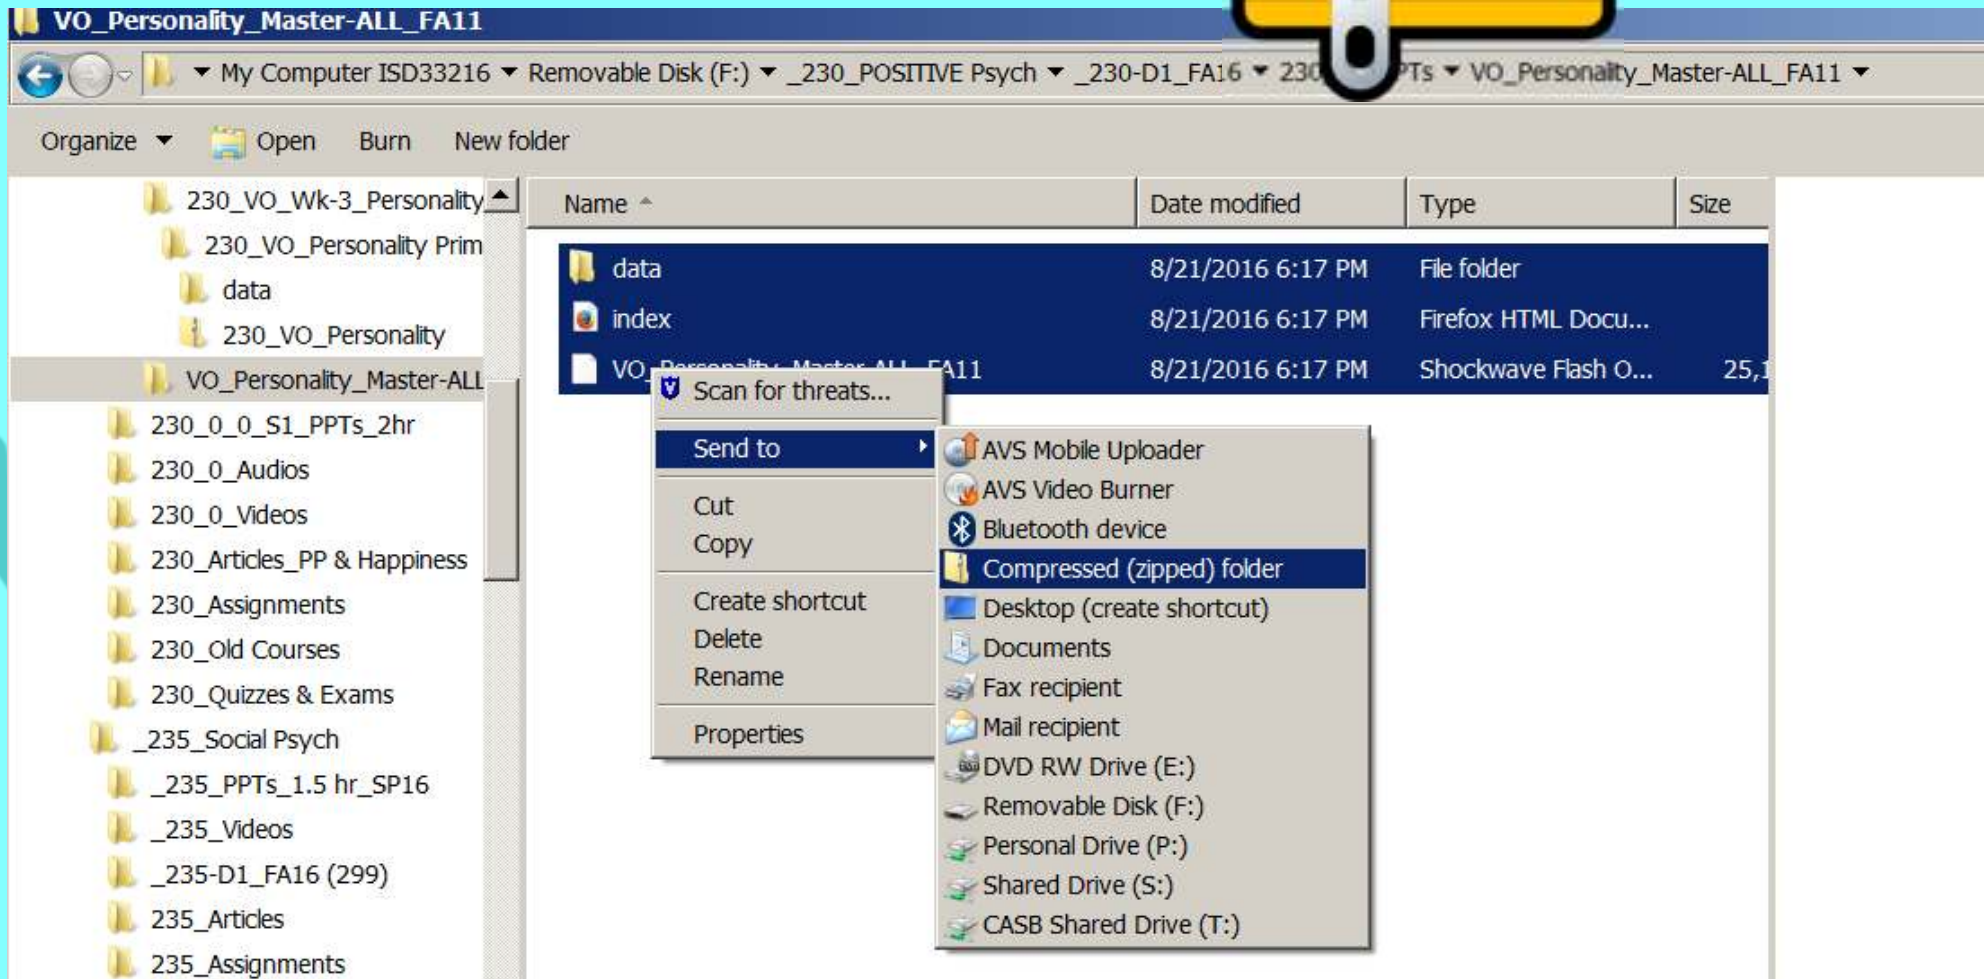 VO_Personality_Master-ALL_FA11
My Computer ISD33216 Removable Disk (F:) _230_POSITIVE Psych _230-D1_FA16 230 PTs VO_Personality_Master-ALL_FA11
Organize Open Burn New folder
230_VO_Wk-3_Personality
230_VO_Personality Prim
data
230_VO_Personality
VO_Personality_Master-ALL
230_0_0_S1_PPTs_2hr
230_0_Audios
230_0_Videos
230_Articles_PP & Happiness
230_Assignments
230_Old Courses
230_Quizzes & Exams
_235_Social Psych
_235_PPTs_1.5 hr_SP16
_235_Videos
_235-D1_FA16 (299)
235_Articles
235_Assignments
Name Date modified Type Size
data 8/21/2016 6:17 PM File folder
index 8/21/2016 6:17 PM Firefox HTML Docu...
VO_Personality_Master-ALL_FA11 8/21/2016 6:17 PM Shockwave Flash O... 25,1
Scan for threats...
Send to
Cut
Copy
Create shortcut
Delete
Rename
Properties
AVS Mobile Uploader
AVS Video Burner
Bluetooth device
Compressed (zipped) folder
Desktop (create shortcut)
Documents
Fax recipient
Mail recipient
DVD RW Drive (E:)
Removable Disk (F:)
Personal Drive (P:)
Shared Drive (S:)
CASB Shared Drive (T:)